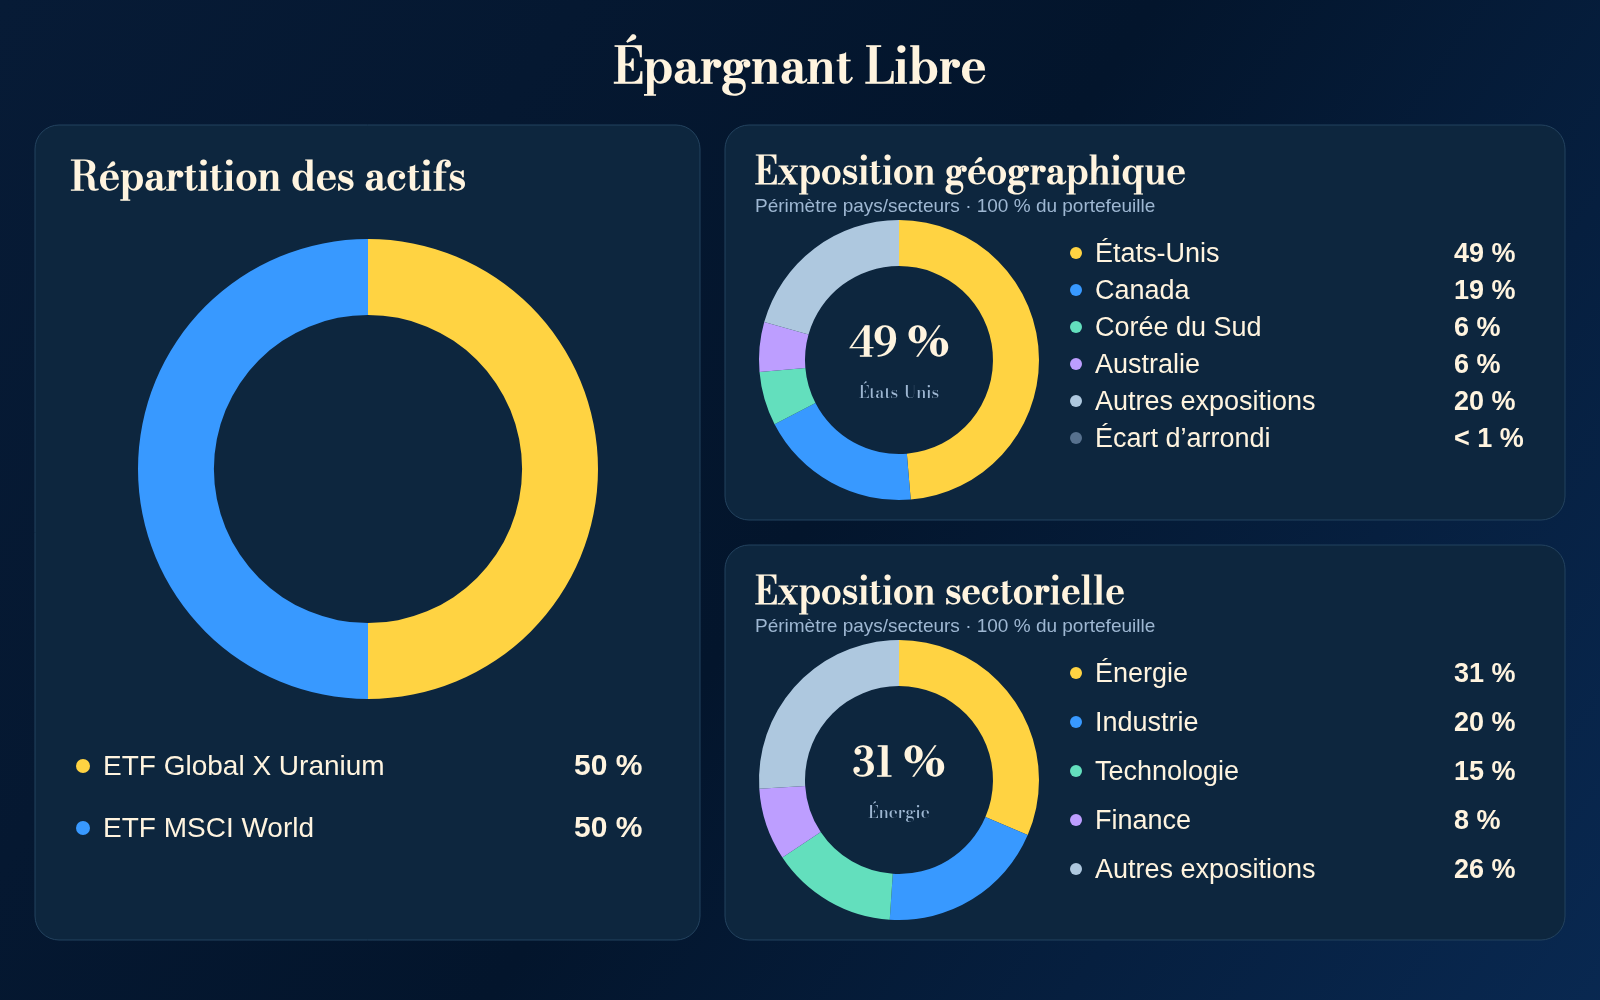 Épargnant Libre
Répartition des actifs
ETF Global X Uranium 50 %
ETF MSCI World 50 %
Exposition géographique
Périmètre pays/secteurs · 100 % du portefeuille
49 %
États Unis
États-Unis 49 %
Canada 19 %
Corée du Sud 6 %
Australie 6 %
Autres expositions 20 %
Écart d’arrondi < 1 %
Exposition sectorielle
Périmètre pays/secteurs · 100 % du portefeuille
31 %
Énergie
Énergie 31 %
Industrie 20 %
Technologie 15 %
Finance 8 %
Autres expositions 26 %